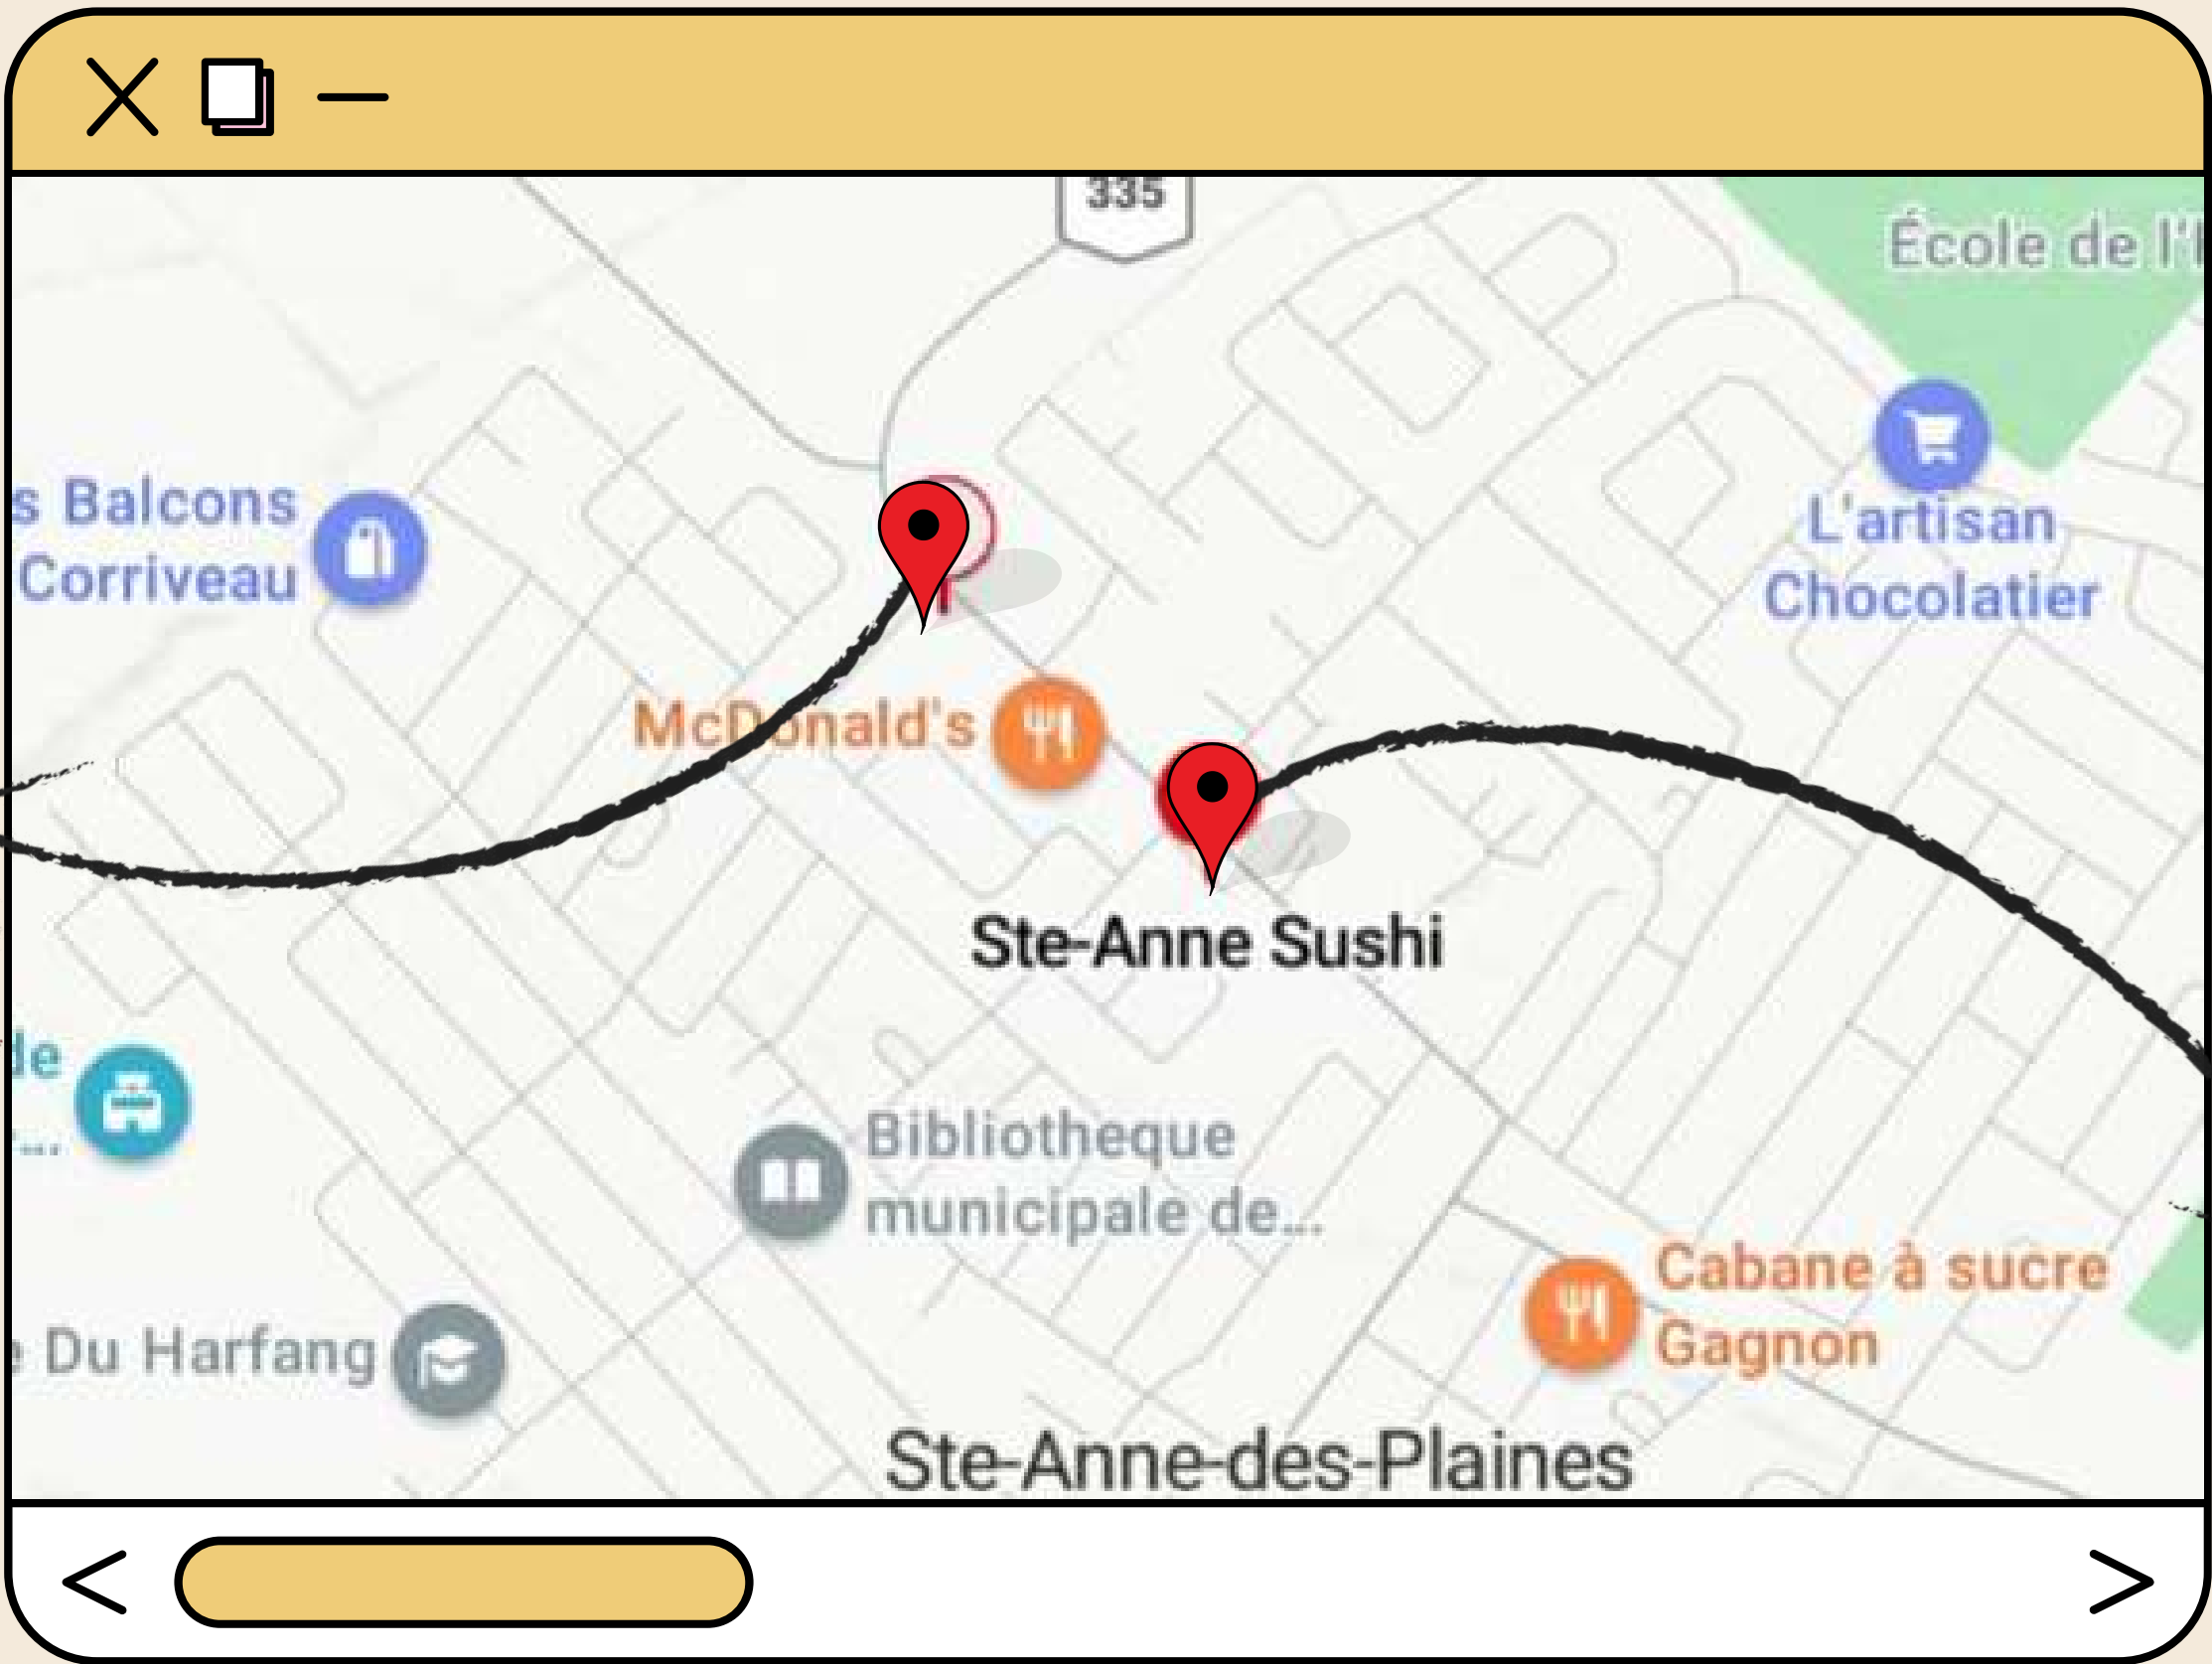 335
École de l'
s Balcons
Corriveau
L'artisan
Chocolatier
McDonald's
Ste-Anne Sushi
de
...
Bibliotheque
municipale de...
Cabane à sucre
Gagnon
e Du Harfang
Ste-Anne-des-Plaines